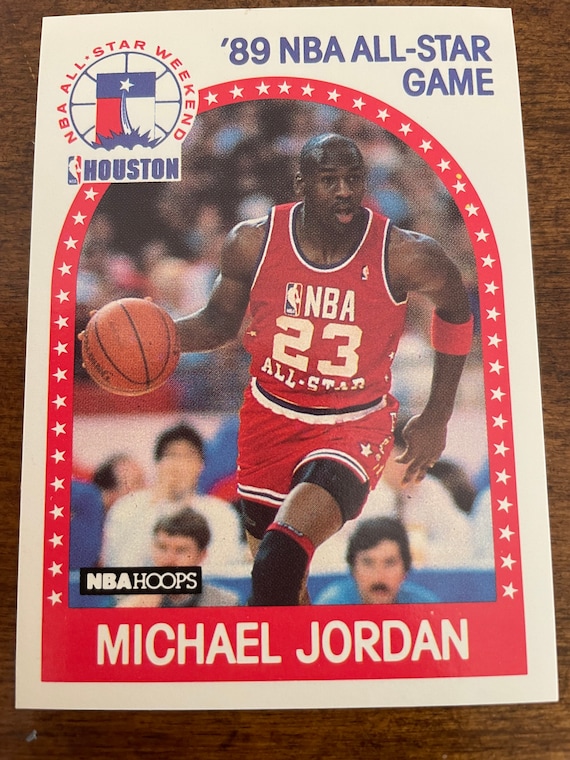 NBA ALL-STAR WEEKEND
HOUSTON
'89 NBA ALL-STAR
GAME
NBA
23
ALL-STAR
NBA HOOPS
MICHAEL JORDAN